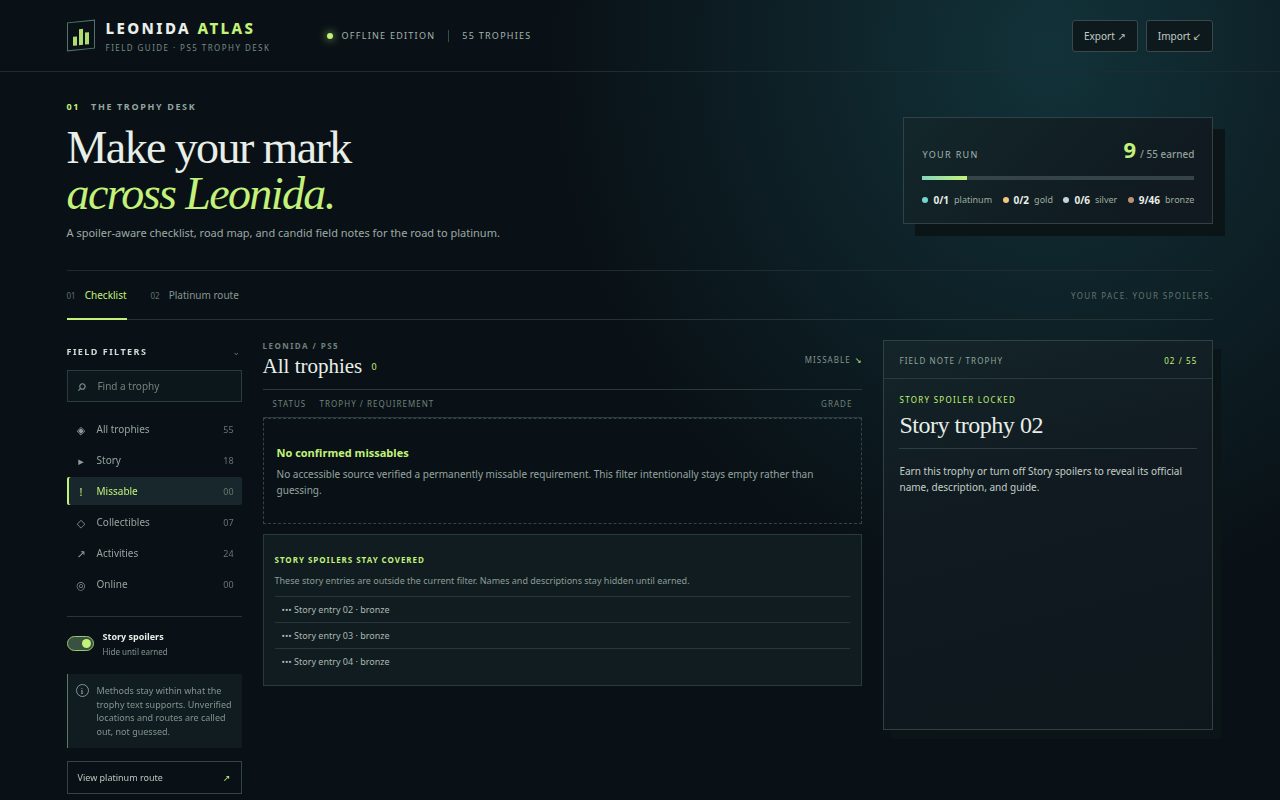 LEONIDA ATLAS
FIELD GUIDE · PS5 TROPHY DESK
OFFLINE EDITION
55 TROPHIES
Export ↗
Import ↙
01 THE TROPHY DESK
Make your mark
across Leonida.
A spoiler-aware checklist, road map, and candid field notes for the road to platinum.
YOUR RUN
9 / 55 earned
0/1 platinum
0/2 gold
0/6 silver
9/46 bronze
01 Checklist
02 Platinum route
YOUR PACE. YOUR SPOILERS.
FIELD FILTERS
Find a trophy
All trophies 55
Story 18
! Missable 00
Collectibles 07
Activities 24
Online 00
Story spoilers
Hide until earned
Methods stay within what the
trophy text supports. Unverified
locations and routes are called
out, not guessed.
View platinum route ↗
LEONIDA / PS5
All trophies 0
MISSABLE ↘
STATUS TROPHY / REQUIREMENT GRADE
No confirmed missables
No accessible source verified a permanently missable requirement. This filter intentionally stays empty rather than
guessing.
STORY SPOILERS STAY COVERED
These story entries are outside the current filter. Names and descriptions stay hidden until earned.
••• Story entry 02 · bronze
••• Story entry 03 · bronze
••• Story entry 04 · bronze
FIELD NOTE / TROPHY
02 / 55
STORY SPOILER LOCKED
Story trophy 02
Earn this trophy or turn off Story spoilers to reveal its official
name, description, and guide.